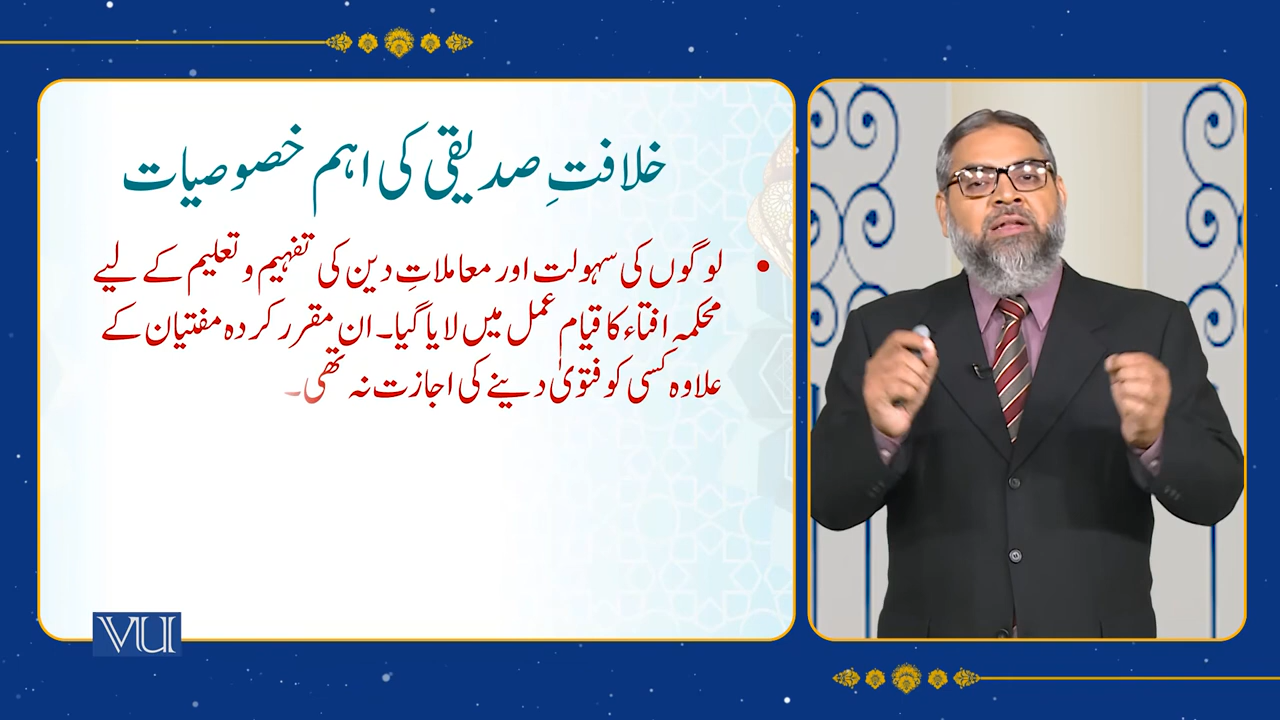 خلافتِ صدیقی کی اہم خصوصیات
• لوگوں کی سہولت اور معاملاتِ دین کی تفہیم و تعلیم کے لیے
محکمہ افتاء کا قیام عمل میں لایا گیا۔ ان مقرر کردہ مفتیان کے
علاوہ کسی کو فتویٰ دینے کی اجازت نہ تھی۔
VU